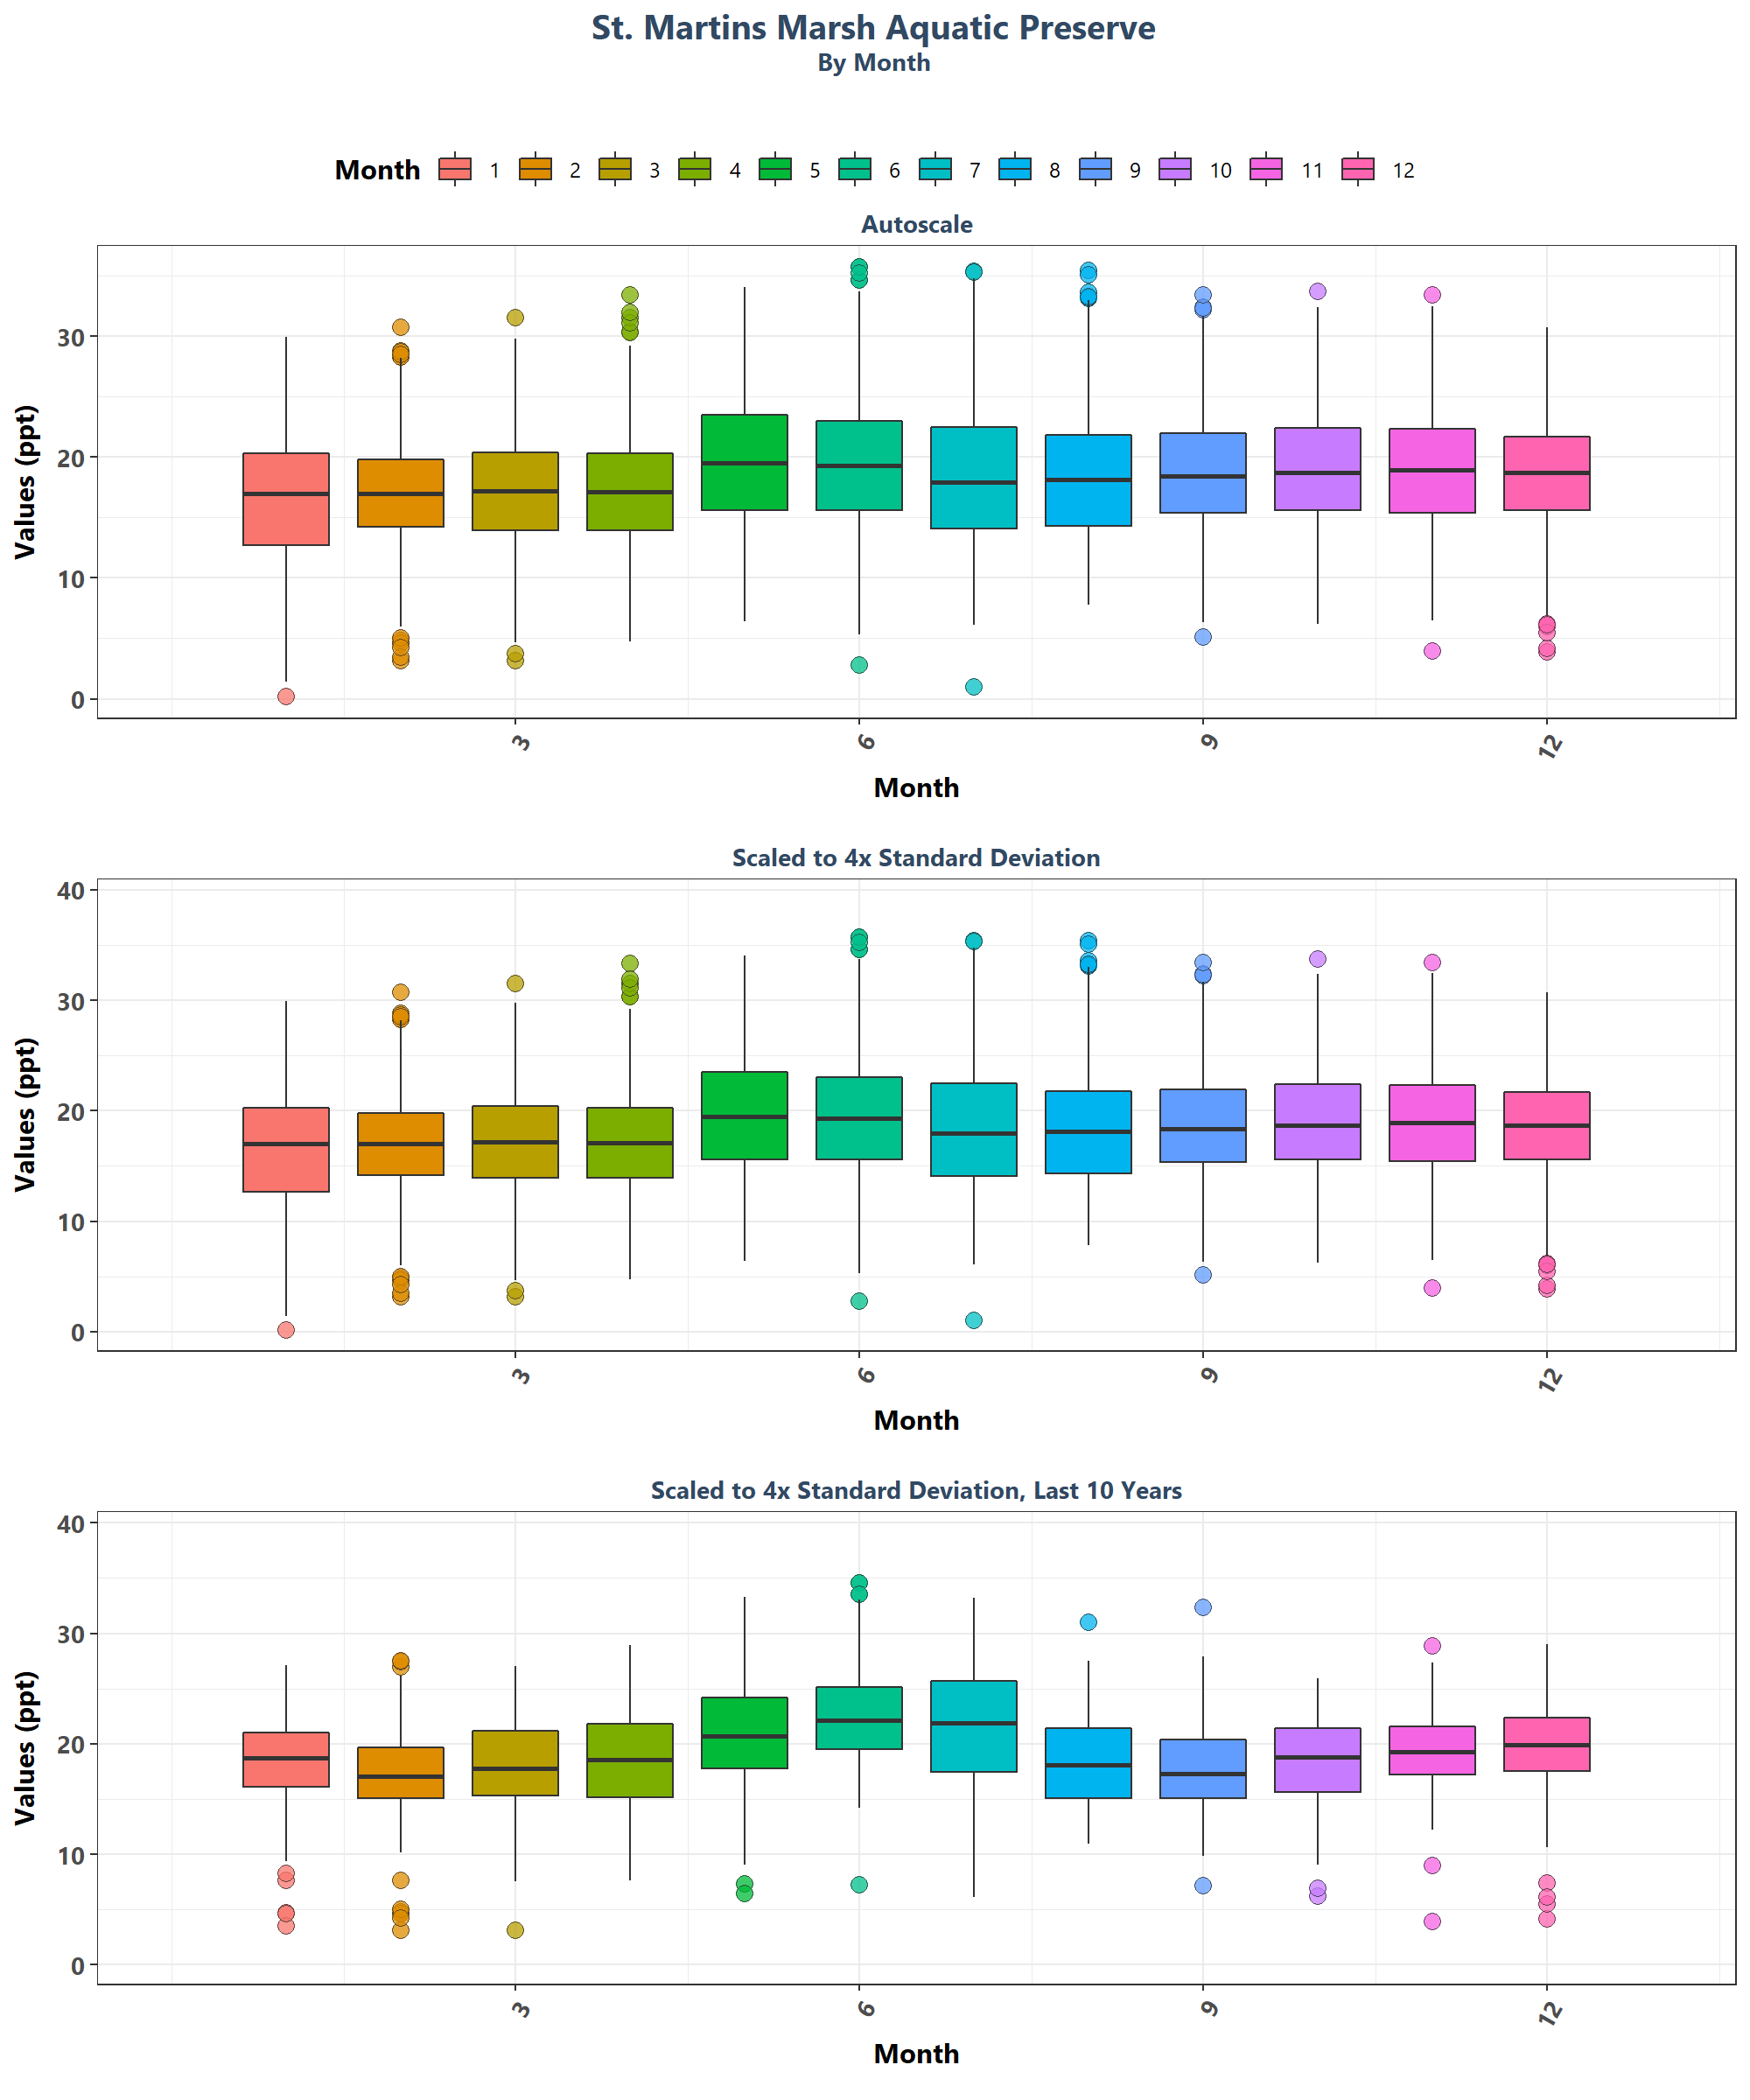 St. Martins Marsh Aquatic Preserve
By Month
Month 1 2 3 4 5 6 7 8 9 10 11 12
Autoscale
Values (ppt)
30
20
10
0
3 6 9 12
Month
Scaled to 4x Standard Deviation
Values (ppt)
40
30
20
10
0
3 6 9 12
Month
Scaled to 4x Standard Deviation, Last 10 Years
Values (ppt)
40
30
20
10
0
3 6 9 12
Month